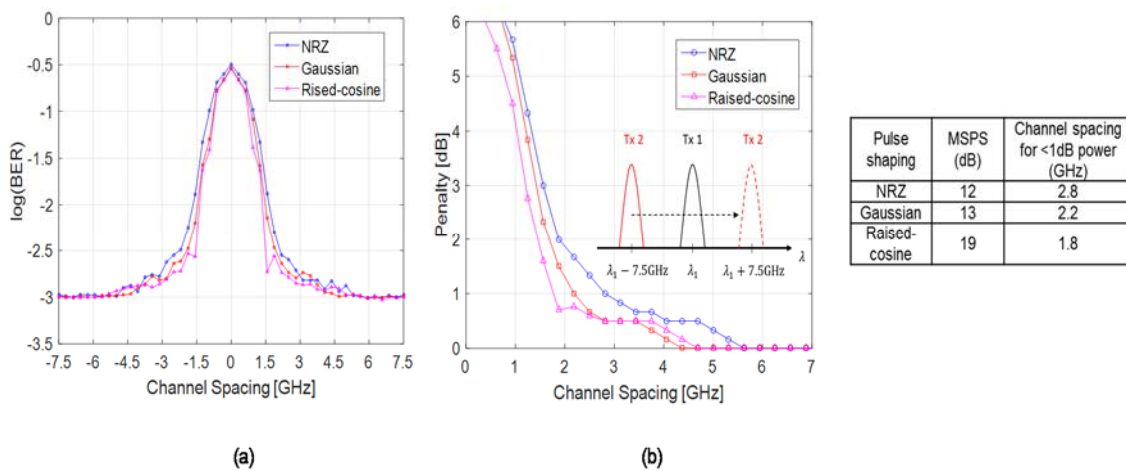 0
-0.5
-1
-1.5
-2
-2.5
-3
-3.5
log(BER)
-7.5 -6 -4.5 -3 -1.5 0 1.5 3 4.5 6 7.5
Channel Spacing [GHz]
NRZ
Gaussian
Rised-cosine
(a)
6
5
4
3
2
1
0
Penalty [dB]
0 1 2 3 4 5 6 7
Channel Spacing [GHz]
NRZ
Gaussian
Raised-cosine
Tx 2 Tx 1 Tx 2
λ
λ₁ − 7.5GHz λ₁ λ₁ + 7.5GHz
(b)
Pulse shaping MSPS (dB) Channel spacing for <1dB power (GHz)
NRZ 12 2.8
Gaussian 13 2.2
Raised-cosine 19 1.8